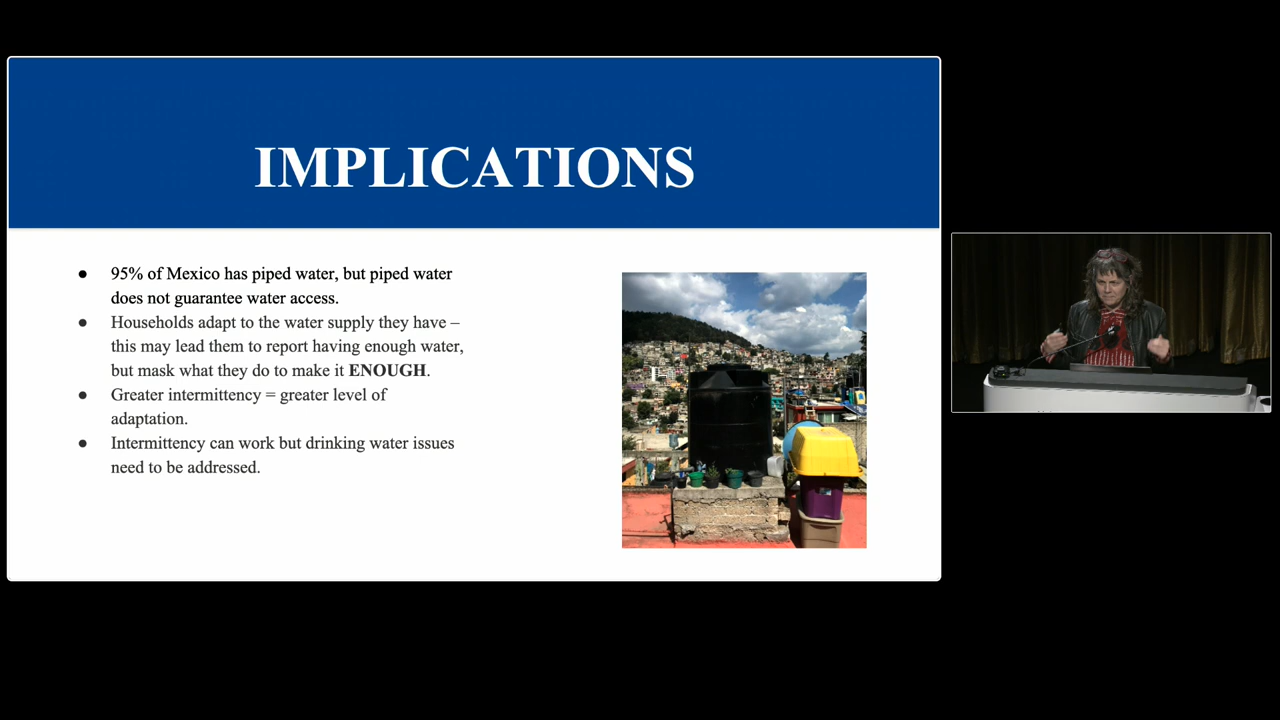 IMPLICATIONS
● 95% of Mexico has piped water, but piped water
does not guarantee water access.
● Households adapt to the water supply they have –
this may lead them to report having enough water,
but mask what they do to make it ENOUGH.
● Greater intermittency = greater level of
adaptation.
● Intermittency can work but drinking water issues
need to be addressed.